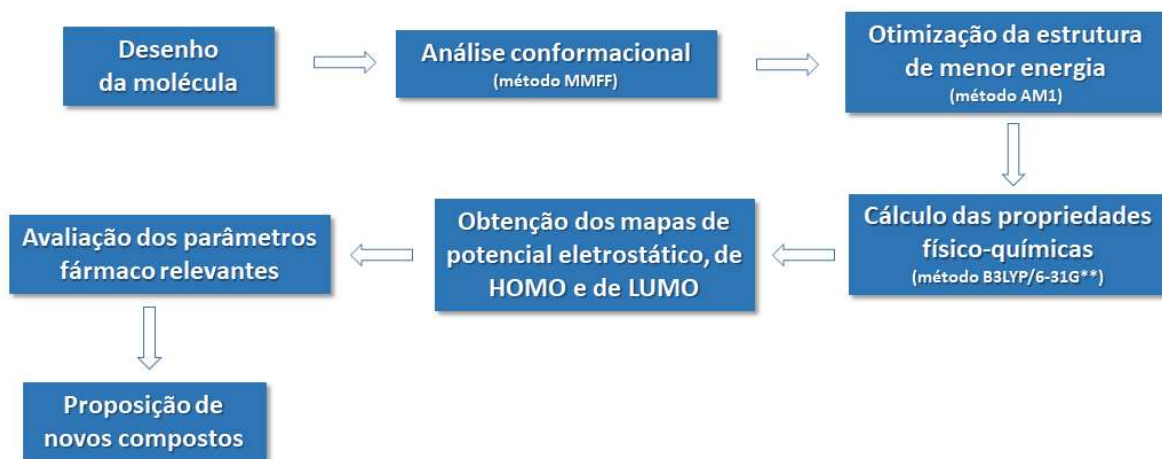 Desenho
da molécula
Análise conformacional
(método MMFF)
Otimização da estrutura
de menor energia
(método AM1)
Cálculo das propriedades
físico-químicas
(método B3LYP/6-31G**)
Obtenção dos mapas de
potencial eletrostático, de
HOMO e de LUMO
Avaliação dos parâmetros
fármaco relevantes
Proposição de
novos compostos